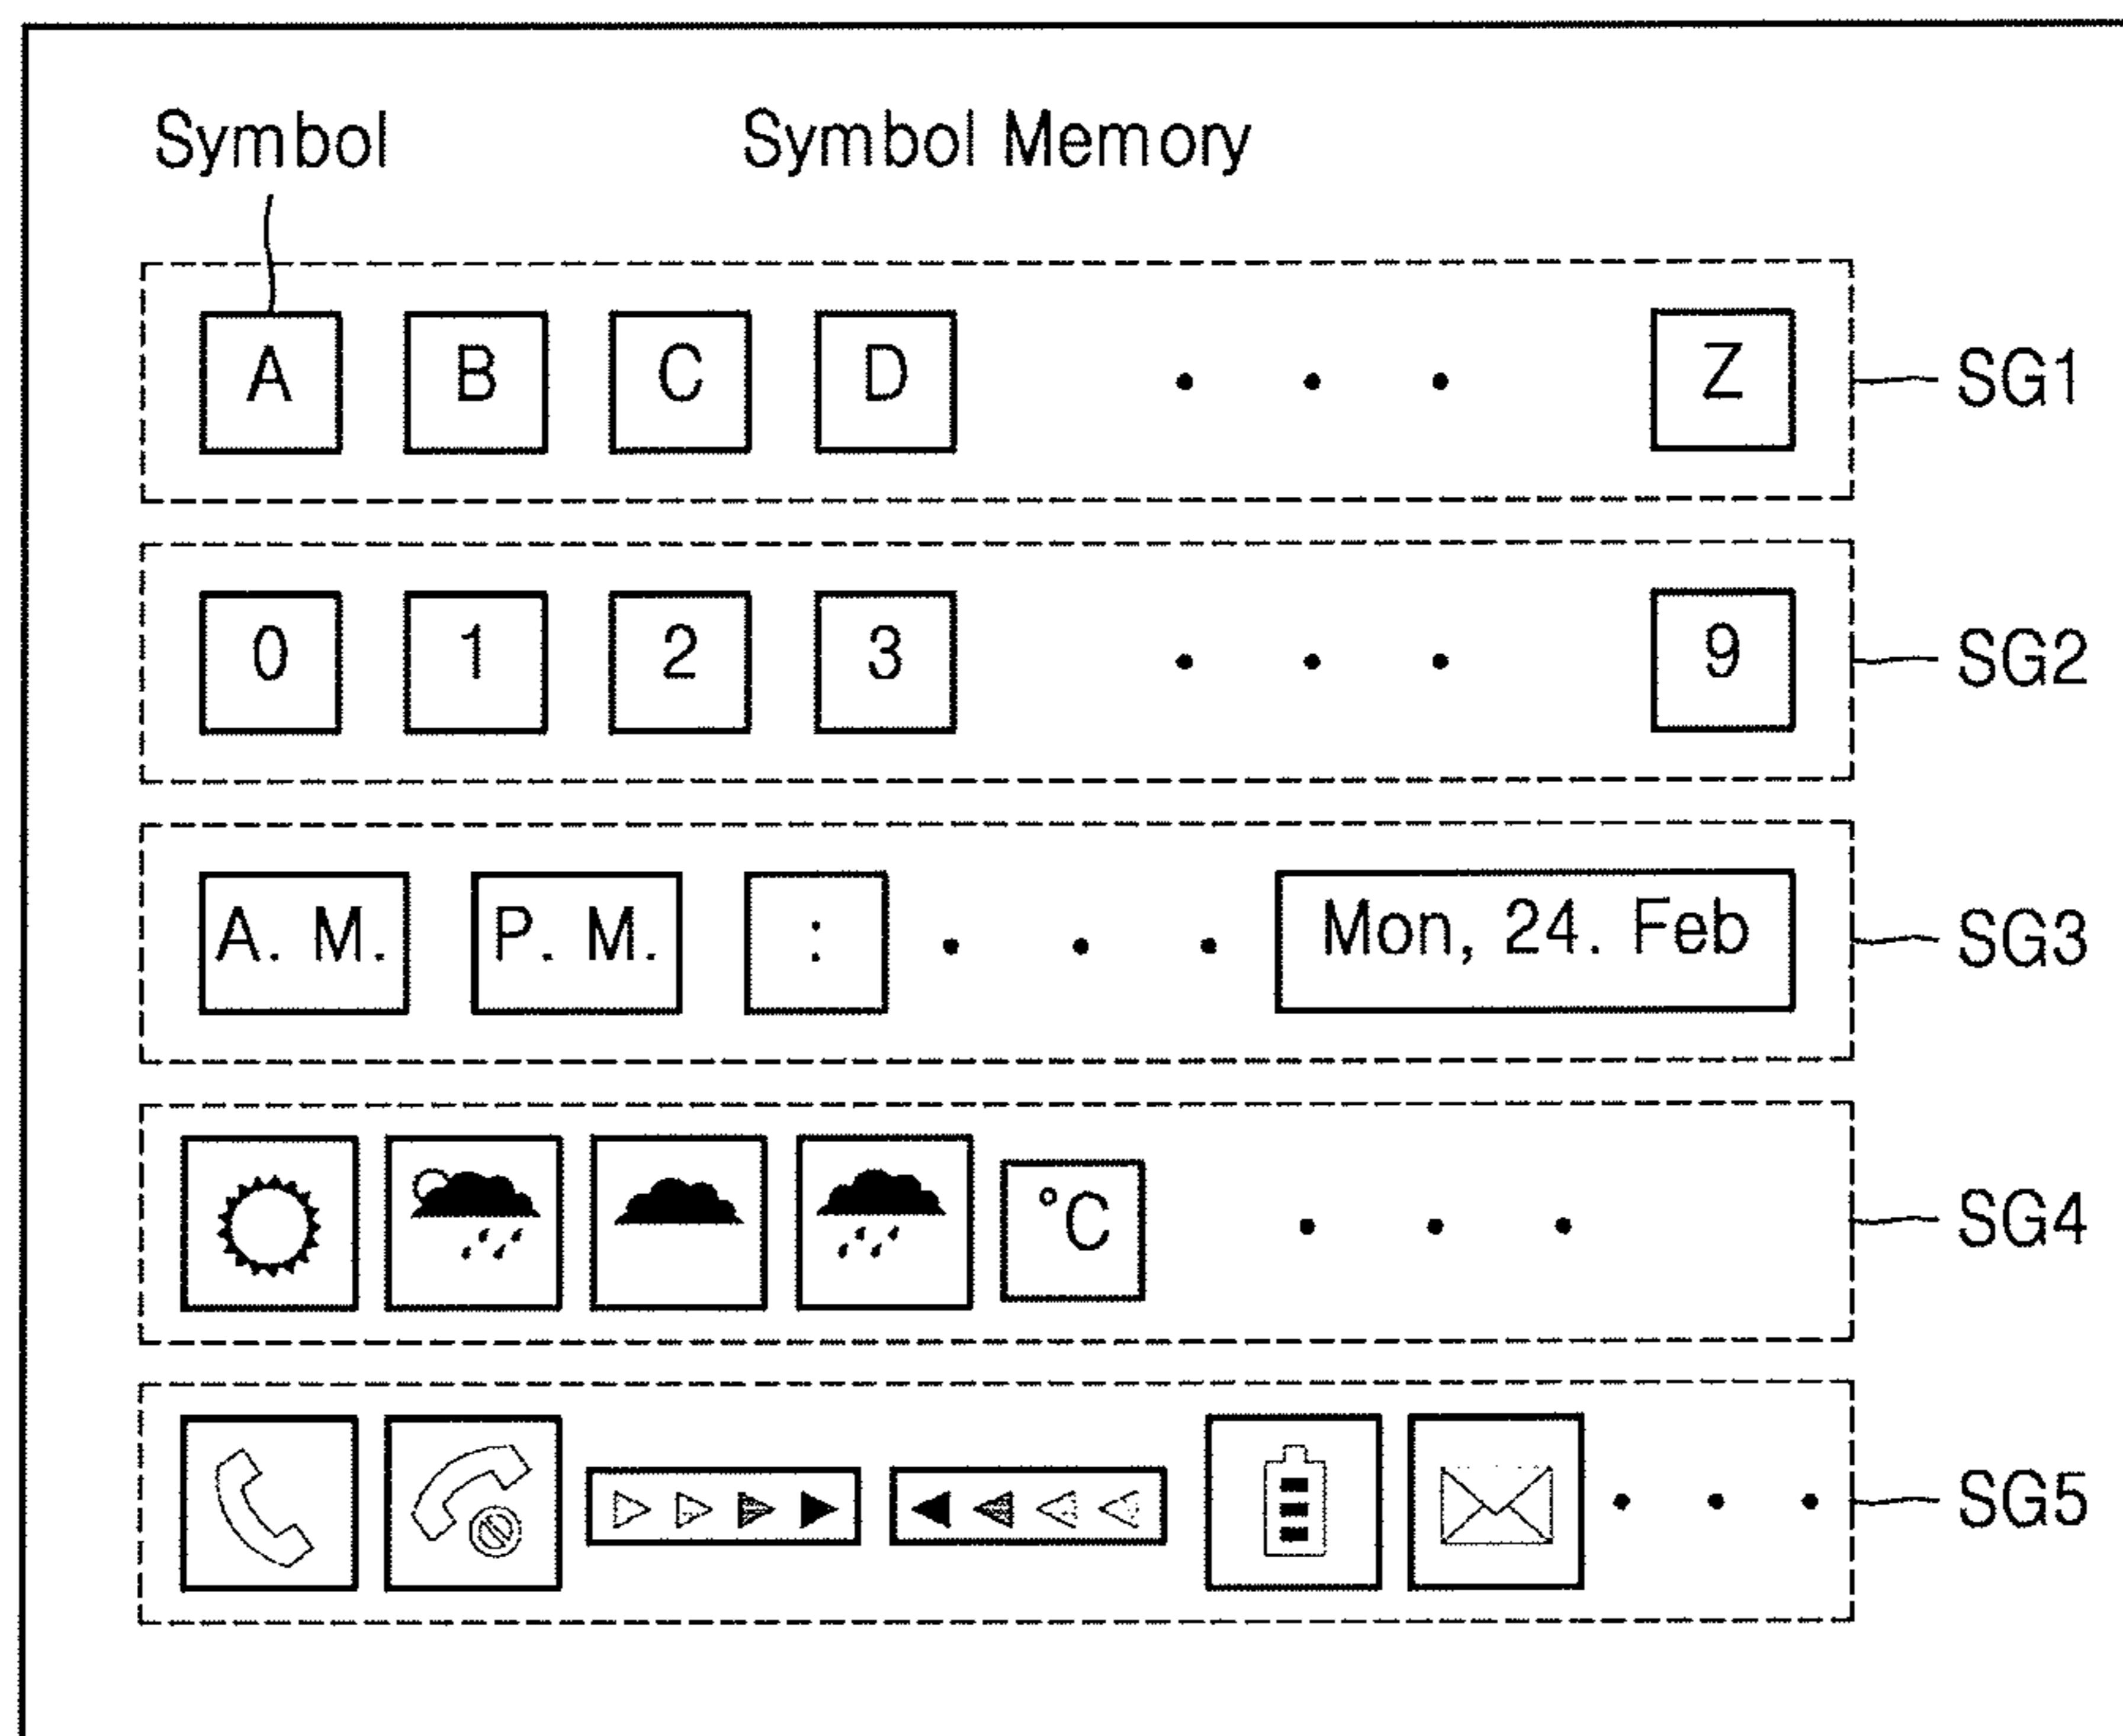 Symbol Symbol Memory
A B C D . . . Z SG1
0 1 2 3 . . . 9 SG2
A. M. P. M. : . . . Mon, 24. Feb SG3
°C . . . SG4
. . . SG5